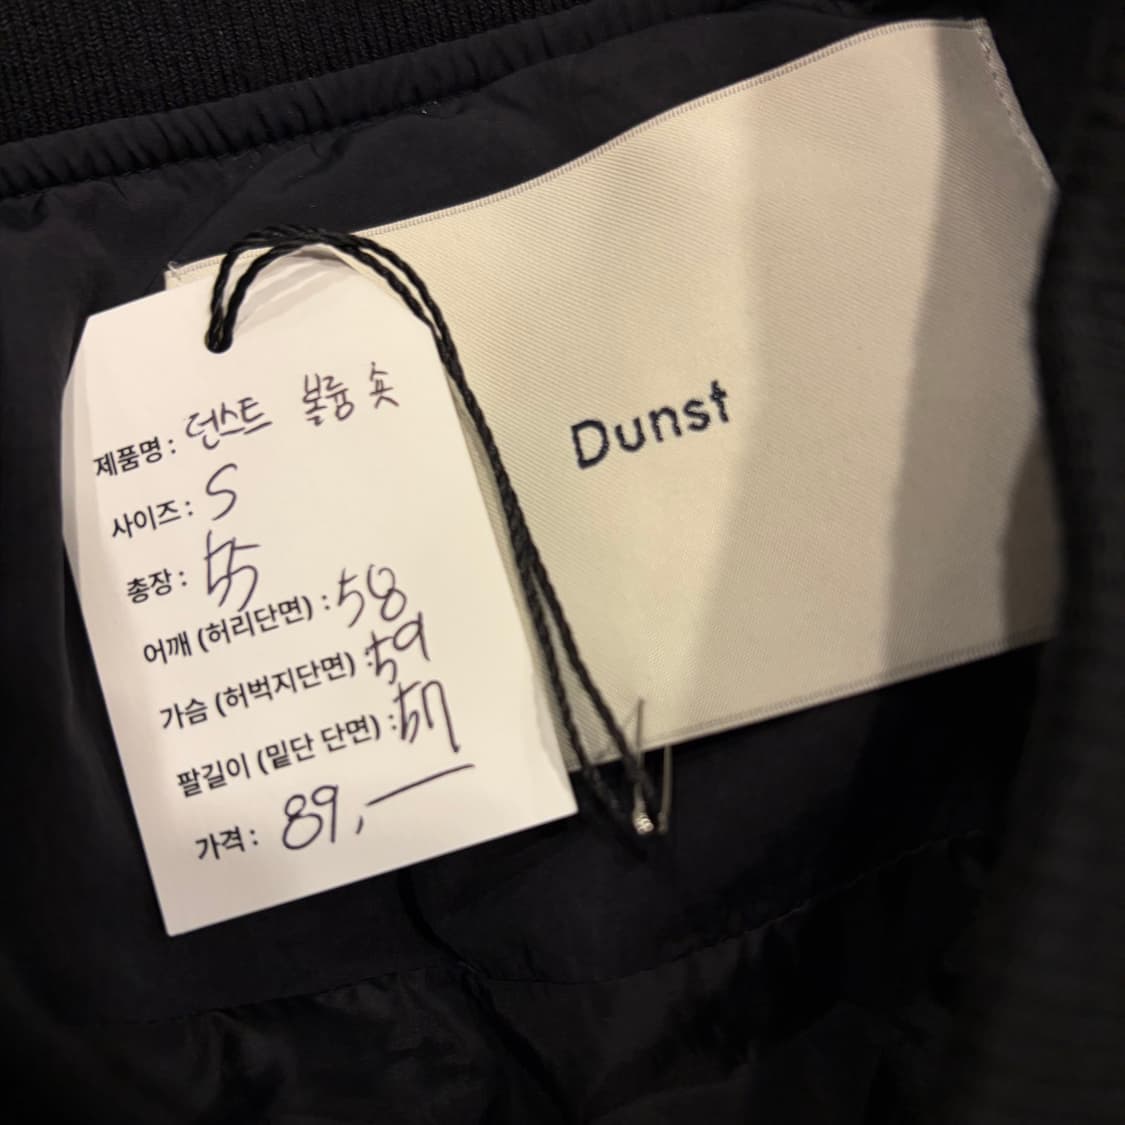 제품명 : 던스트 볼륨 숏
사이즈 : S
총장 : 55
어깨 (허리단면) : 58
가슴 (허벅지단면) : 59
팔길이 (밑단 단면) : 57
가격 : 89,—
Dunst